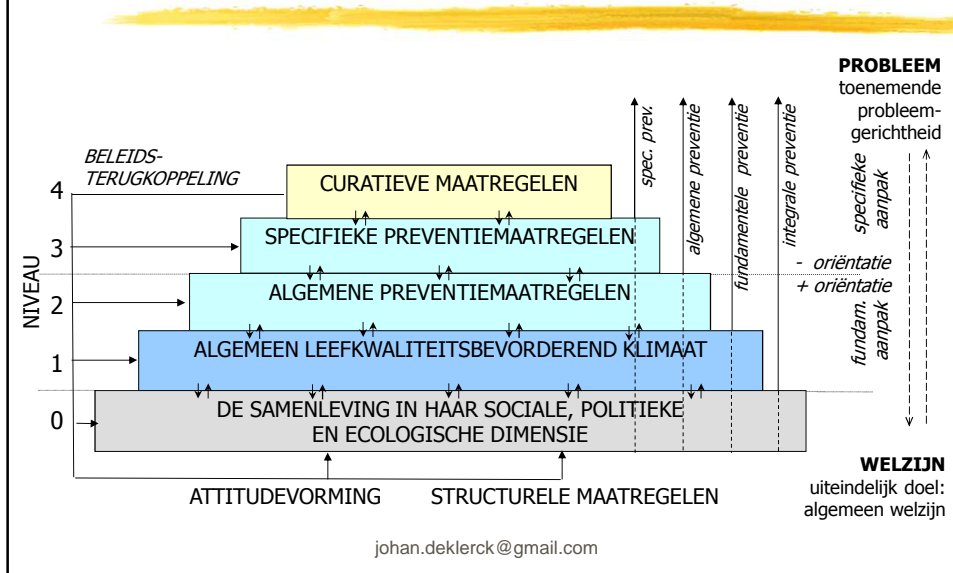 PROBLEEM
toenemende
probleem-
gerichtheid
BELEIDS-
TERUGKOPPELING
spec. prev.
algemene preventie
fundamentele preventie
integrale preventie
specifieke
aanpak
- oriëntatie
+ oriëntatie
fundam.
aanpak
NIVEAU
4
CURATIEVE MAATREGELEN
3
SPECIFIEKE PREVENTIEMAATREGELEN
2
ALGEMENE PREVENTIEMAATREGELEN
1
ALGEMEEN LEEFKWALITEITSBEVORDEREND KLIMAAT
0
DE SAMENLEVING IN HAAR SOCIALE, POLITIEKE
EN ECOLOGISCHE DIMENSIE
WELZIJN
uiteindelijk doel:
algemeen welzijn
ATTITUDEVORMING
STRUCTURELE MAATREGELEN
johan.deklerck@gmail.com